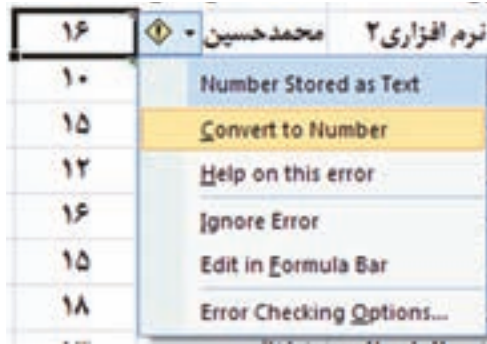 نرم افزاری۲ محمدحسین ۱۶
۱۰
Number Stored as Text
۱۵
Convert to Number
۱۲
Help on this error
۱۶
Ignore Error
۱۵
Edit in Formula Bar
۱۸
Error Checking Options...